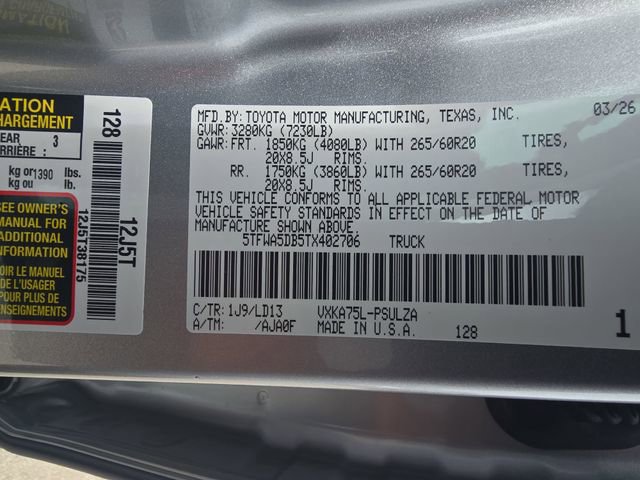 MFD.BY: TOYOTA MOTOR MANUFACTURING, TEXAS, INC. 03/26
GVWR: 3280KG (7230LB)
GAWR: FRT. 1850KG (4080LB) WITH 265/60R20 TIRES,
20X8.5J RIMS.
RR. 1750KG (3860LB) WITH 265/60R20 TIRES,
20X8.5J RIMS.
THIS VEHICLE CONFORMS TO ALL APPLICABLE FEDERAL MOTOR
VEHICLE SAFETY STANDARDS IN EFFECT ON THE DATE OF
MANUFACTURE SHOWN ABOVE.
5TFWA5DB5TX402706 TRUCK
C/TR: 1J9/LD13 VXKA75L-PSULZA
A/TM: /AJA0F MADE IN U.S.A. 128
1
ATION
CHARGEMENT
EAR 3
ARRIÈRE:
kg or 1390 lbs.
kg ou lb.
SEE OWNER'S
MANUAL FOR
ADDITIONAL
INFORMATION
OIR LE MANUEL
DE L'USAGER
POUR PLUS DE
RENSEIGNEMENTS
128
12J5T
12J5T38175